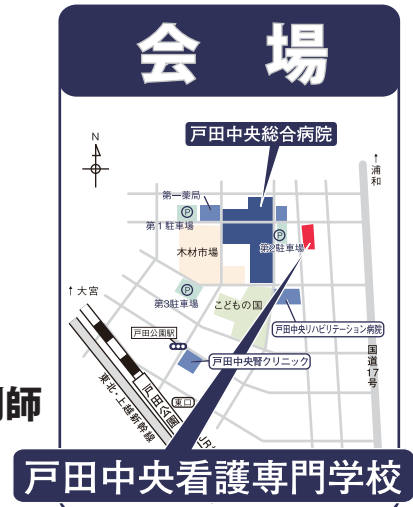 会場
N
戸田中央総合病院
↑浦和
第一薬局
P
第1駐車場
P
第2駐車場
木材市場
↑大宮
P
第3駐車場
こどもの国
戸田中央リハビリテーション病院
戸田公園駅
戸田中央腎クリニック
国道17号
戸田公園
東口
東北・上越新幹線
JR
師
戸田中央看護専門学校